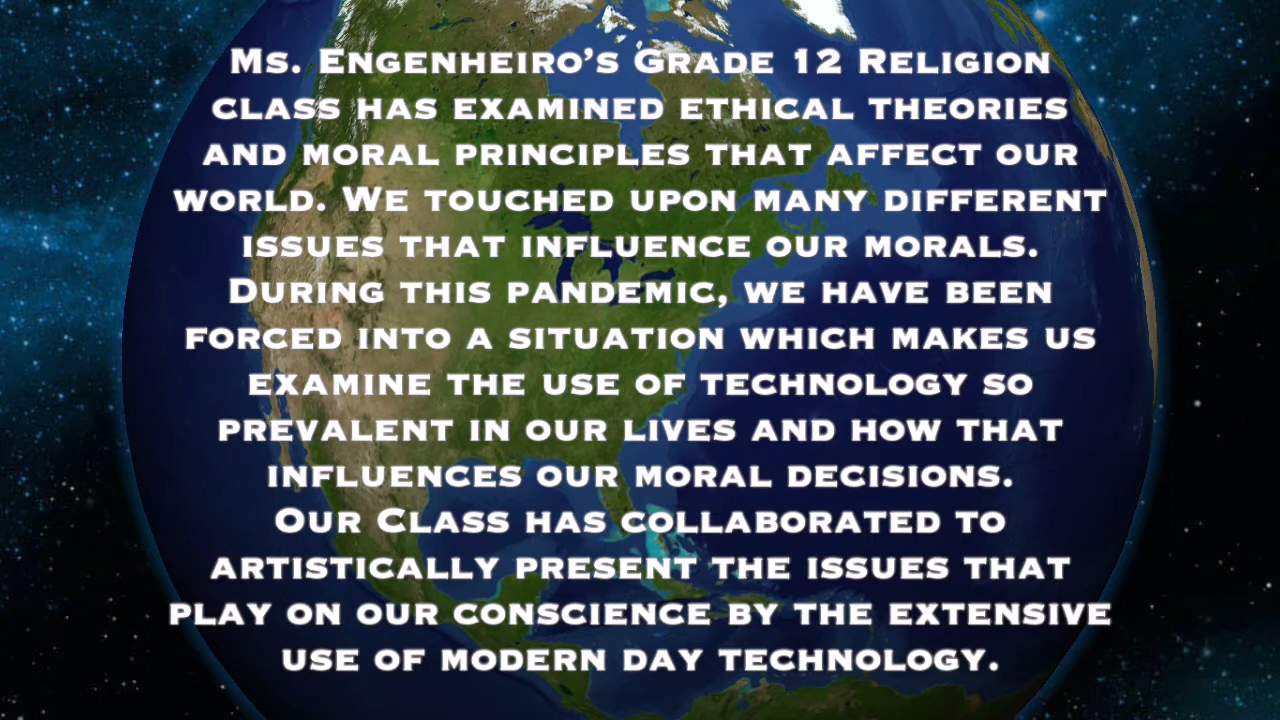 Ms. Engenheiro's Grade 12 Religion
class has examined ethical theories
and moral principles that affect our
world. We touched upon many different
issues that influence our morals.
During this pandemic, we have been
forced into a situation which makes us
examine the use of technology so
prevalent in our lives and how that
influences our moral decisions.
Our Class has collaborated to
artistically present the issues that
play on our conscience by the extensive
use of modern day technology.